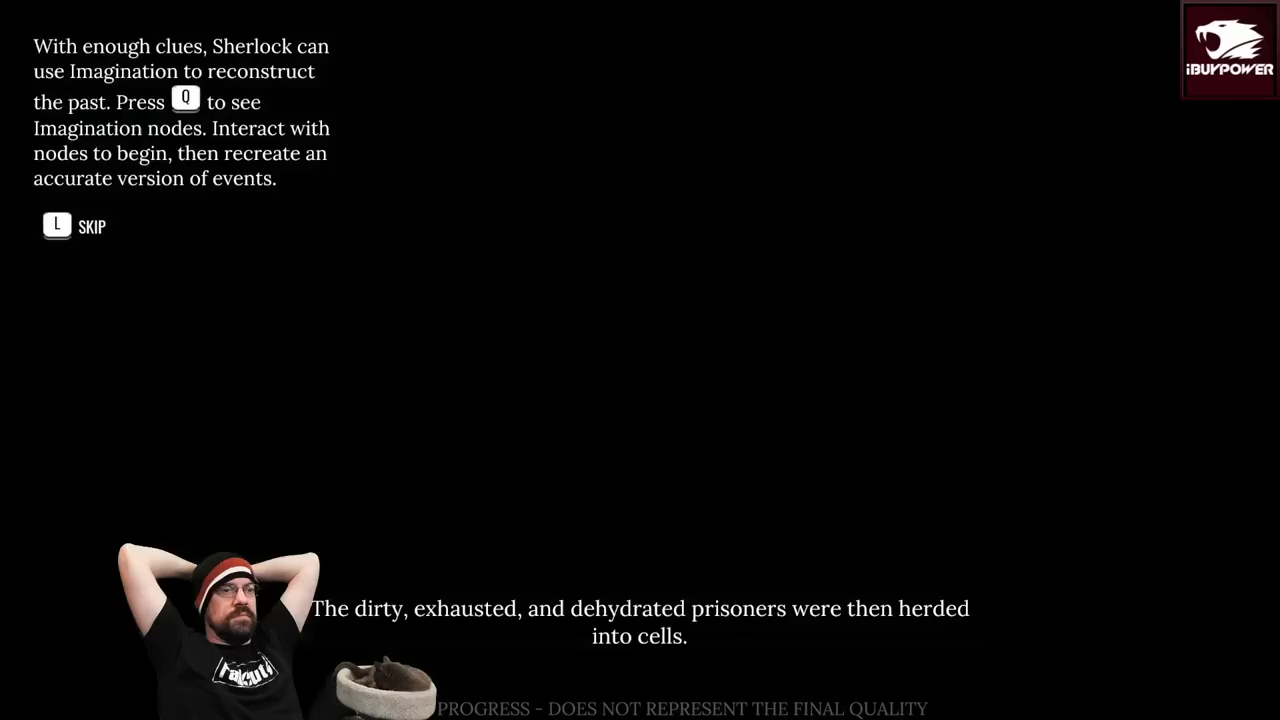 With enough clues, Sherlock can
use Imagination to reconstruct
the past. Press Q to see
Imagination nodes. Interact with
nodes to begin, then recreate an
accurate version of events.
L SKIP
iBUYPOWER
The dirty, exhausted, and dehydrated prisoners were then herded
into cells.
Fallout
PROGRESS - DOES NOT REPRESENT THE FINAL QUALITY